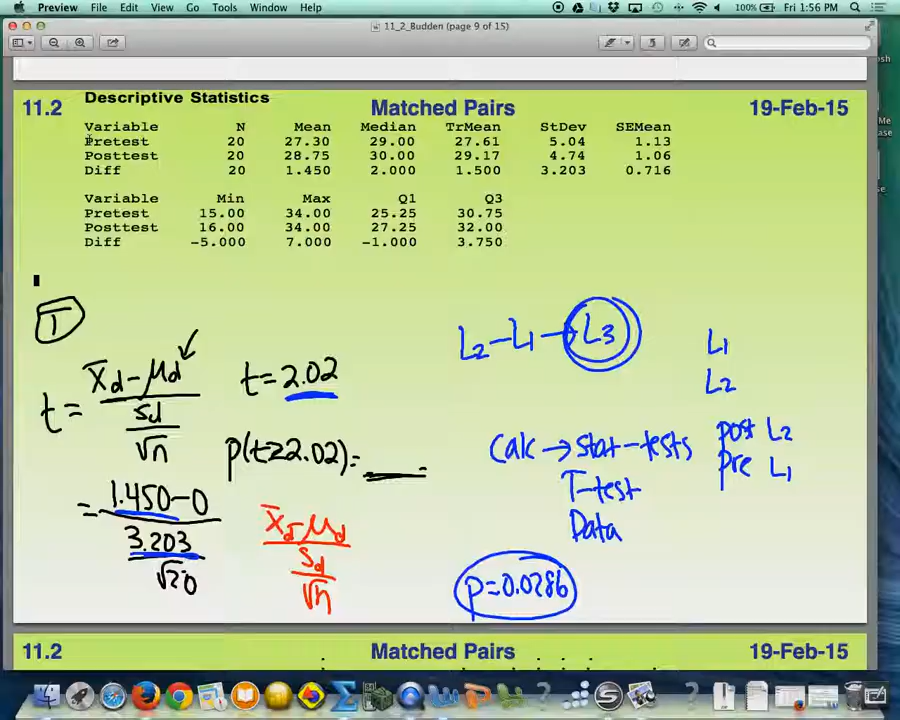 Preview File Edit View Go Tools Window Help 100% Fri 1:56 PM
11_2_Budden (page 9 of 15)
11.2 Matched Pairs 19-Feb-15
Descriptive Statistics
Variable N Mean Median TrMean StDev SEMean
Pretest 20 27.30 29.00 27.61 5.04 1.13
Posttest 20 28.75 30.00 29.17 4.74 1.06
Diff 20 1.450 2.000 1.500 3.203 0.716
Variable Min Max Q1 Q3
Pretest 15.00 34.00 25.25 30.75
Posttest 16.00 34.00 27.25 32.00
Diff -5.000 7.000 -1.000 3.750
T
t = x̄d - μd / sd / √n
= 1.450 - 0 / 3.203 / √20
t = 2.02
p(t≥2.02) =
x̄d - μd / sd / √n
L2 - L1 → L3
L1
L2
Calc → Stat-tests
T-test
Data
post L2
pre L1
p=0.0286
11.2 Matched Pairs 19-Feb-15